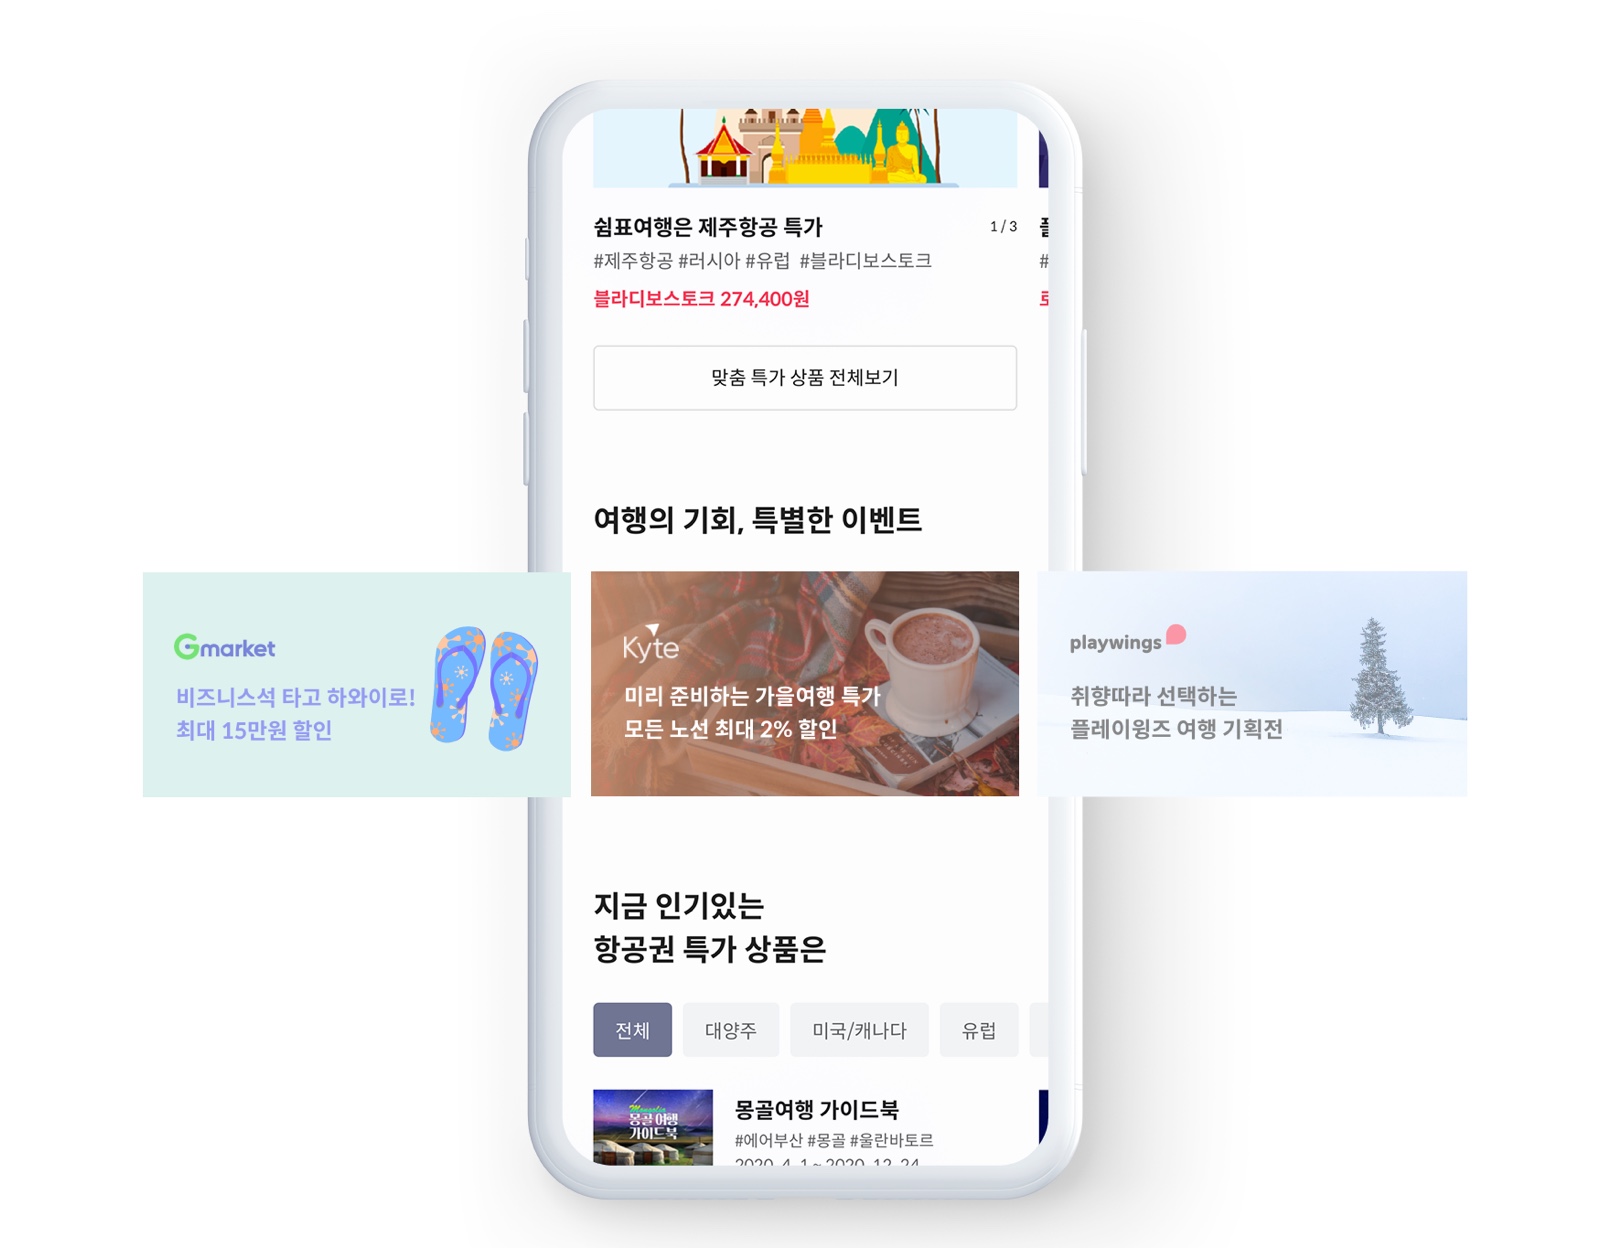 쉼표여행은 제주항공 특가
1 / 3
#제주항공 #러시아 #유럽 #블라디보스토크
블라디보스토크 274,400원
맞춤 특가 상품 전체보기
여행의 기회, 특별한 이벤트
Gmarket
비즈니스석 타고 하와이로!
최대 15만원 할인
Kyte
미리 준비하는 가을여행 특가
모든 노선 최대 2% 할인
playwings
취향따라 선택하는
플레이윙즈 여행 기획전
지금 인기있는
항공권 특가 상품은
전체
대양주
미국/캐나다
유럽
Mongolia
몽골 여행
가이드북
몽골여행 가이드북
#에어부산 #몽골 #울란바토르
2020. 4. 1 ~ 2020. 12. 24